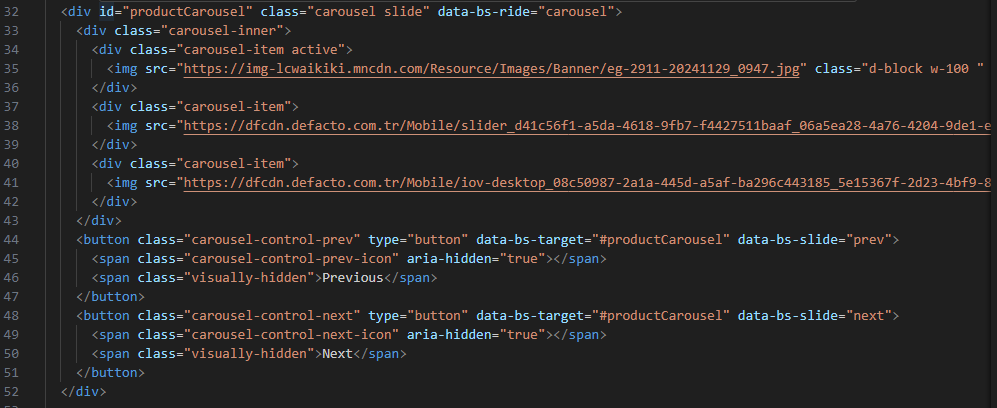 32 <div id="productCarousel" class="carousel slide" data-bs-ride="carousel">
33 <div class="carousel-inner">
34 <div class="carousel-item active">
35 <img src="https://img-lcwaikiki.mncdn.com/Resource/Images/Banner/eg-2911-20241129_0947.jpg" class="d-block w-100 "
36 </div>
37 <div class="carousel-item">
38 <img src="https://dfcdn.defacto.com.tr/Mobile/slider_d41c56f1-a5da-4618-9fb7-f4427511baaf_06a5ea28-4a76-4204-9de1-e
39 </div>
40 <div class="carousel-item">
41 <img src="https://dfcdn.defacto.com.tr/Mobile/iov-desktop_08c50987-2a1a-445d-a5af-ba296c443185_5e15367f-2d23-4bf9-8
42 </div>
43 </div>
44 <button class="carousel-control-prev" type="button" data-bs-target="#productCarousel" data-bs-slide="prev">
45 <span class="carousel-control-prev-icon" aria-hidden="true"></span>
46 <span class="visually-hidden">Previous</span>
47 </button>
48 <button class="carousel-control-next" type="button" data-bs-target="#productCarousel" data-bs-slide="next">
49 <span class="carousel-control-next-icon" aria-hidden="true"></span>
50 <span class="visually-hidden">Next</span>
51 </button>
52 </div>